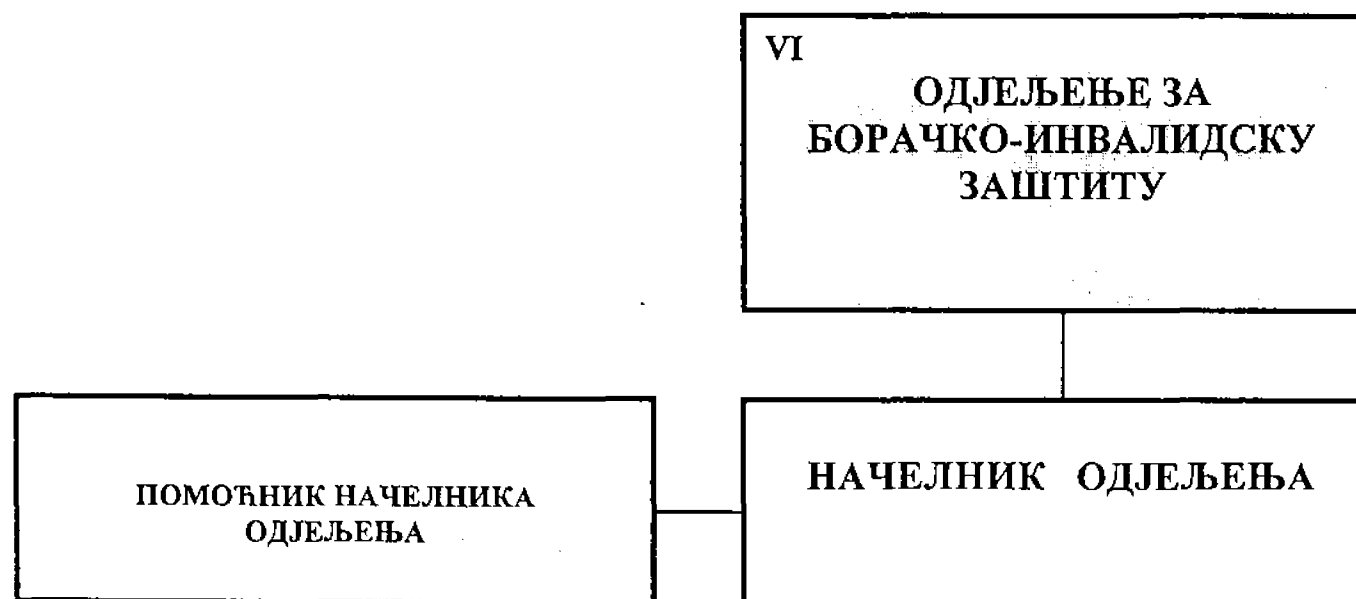 VI
ОДЈЕЉЕЊЕ ЗА
БОРАЧКО-ИНВАЛИДСКУ
ЗАШТИТУ
НАЧЕЛНИК ОДЈЕЉЕЊА
ПОМОЋНИК НАЧЕЛНИКА
ОДЈЕЉЕЊА